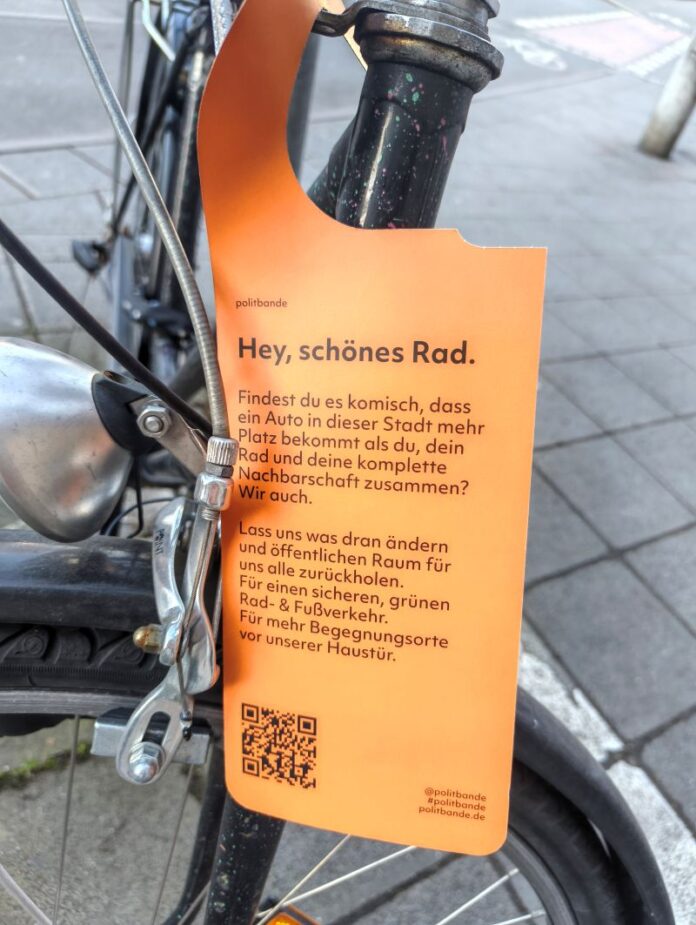 politbande
Hey, schönes Rad.
Findest du es komisch, dass
ein Auto in dieser Stadt mehr
Platz bekommt als du, dein
Rad und deine komplette
Nachbarschaft zusammen?
Wir auch.
Lass uns was dran ändern
und öffentlichen Raum für
uns alle zurückholen.
Für einen sicheren, grünen
Rad- & Fußverkehr.
Für mehr Begegnungsorte
vor unserer Haustür.
@politbande
#politbande
politbande.de